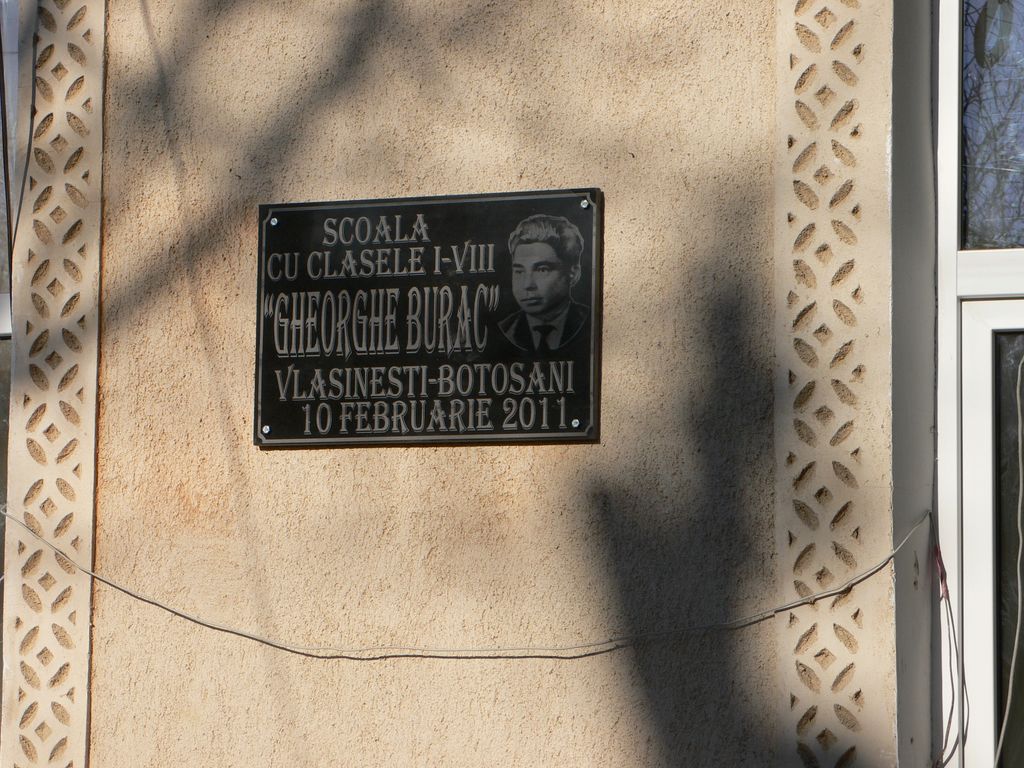 SCOALA
CU CLASELE I-VIII
"GHEORGHE BURAC"
VLASINESTI-BOTOSANI
10 FEBRUARIE 2011